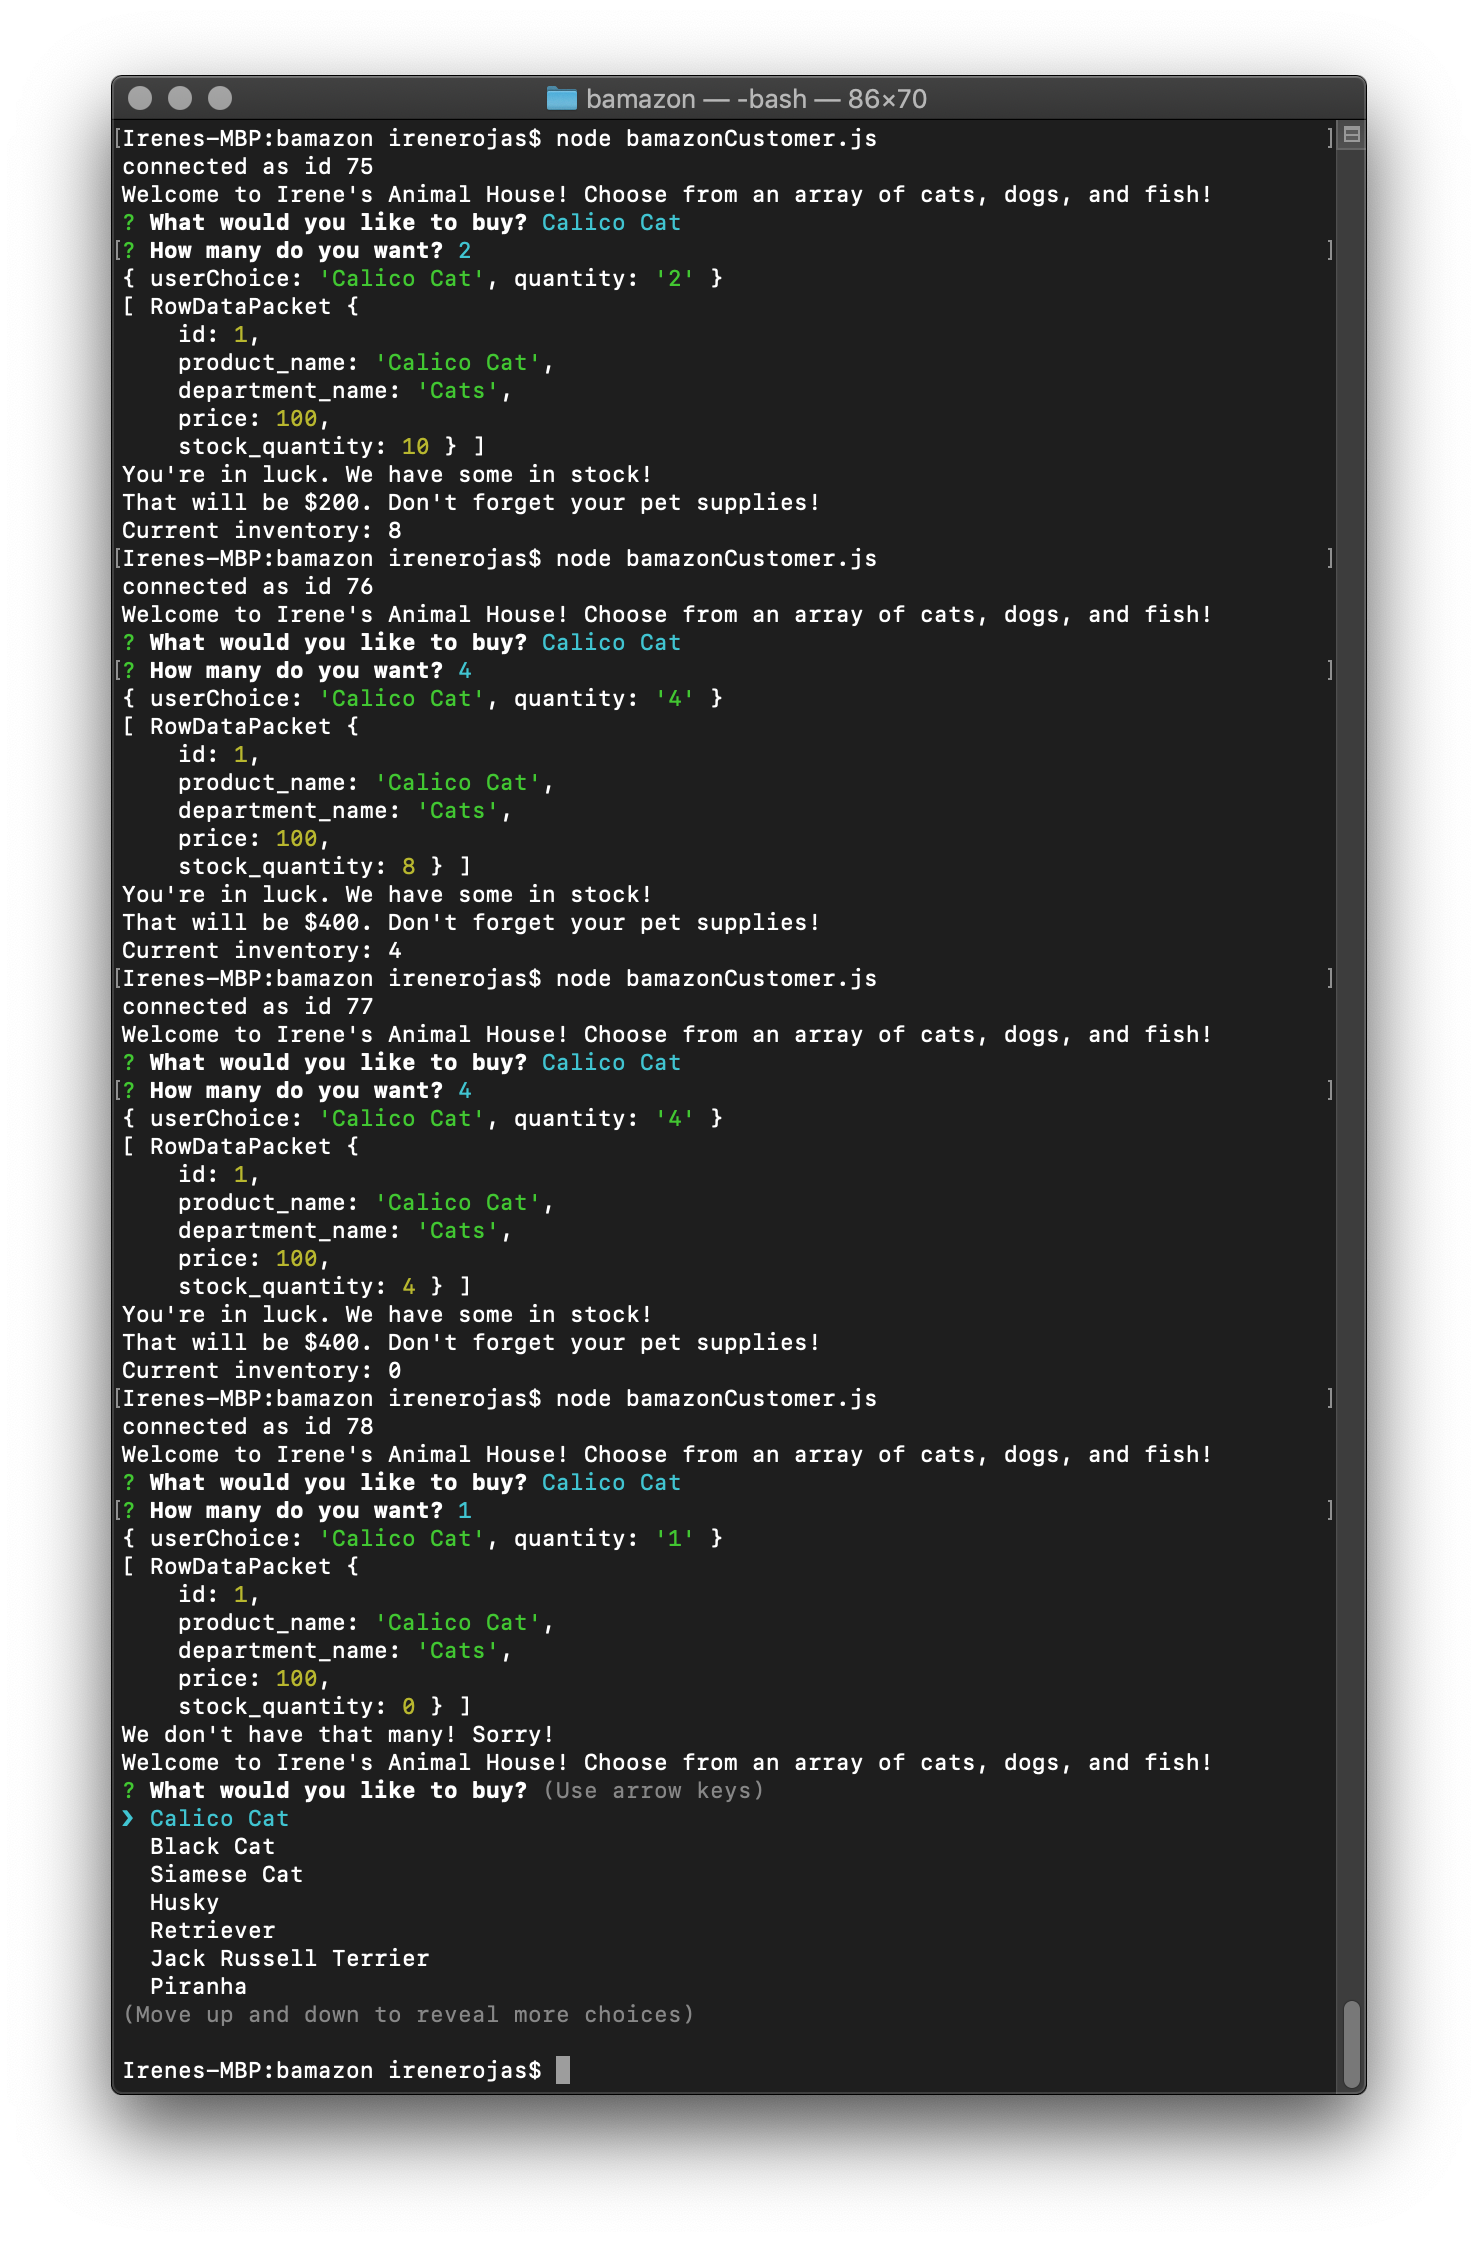 bamazon — -bash — 86×70
[Irenes-MBP:bamazon irenerojas$ node bamazonCustomer.js ]
connected as id 75
Welcome to Irene's Animal House! Choose from an array of cats, dogs, and fish!
? What would you like to buy? Calico Cat
[? How many do you want? 2 ]
{ userChoice: 'Calico Cat', quantity: '2' }
[ RowDataPacket {
    id: 1,
    product_name: 'Calico Cat',
    department_name: 'Cats',
    price: 100,
    stock_quantity: 10 } ]
You're in luck. We have some in stock!
That will be $200. Don't forget your pet supplies!
Current inventory: 8
[Irenes-MBP:bamazon irenerojas$ node bamazonCustomer.js ]
connected as id 76
Welcome to Irene's Animal House! Choose from an array of cats, dogs, and fish!
? What would you like to buy? Calico Cat
[? How many do you want? 4 ]
{ userChoice: 'Calico Cat', quantity: '4' }
[ RowDataPacket {
    id: 1,
    product_name: 'Calico Cat',
    department_name: 'Cats',
    price: 100,
    stock_quantity: 8 } ]
You're in luck. We have some in stock!
That will be $400. Don't forget your pet supplies!
Current inventory: 4
[Irenes-MBP:bamazon irenerojas$ node bamazonCustomer.js ]
connected as id 77
Welcome to Irene's Animal House! Choose from an array of cats, dogs, and fish!
? What would you like to buy? Calico Cat
[? How many do you want? 4 ]
{ userChoice: 'Calico Cat', quantity: '4' }
[ RowDataPacket {
    id: 1,
    product_name: 'Calico Cat',
    department_name: 'Cats',
    price: 100,
    stock_quantity: 4 } ]
You're in luck. We have some in stock!
That will be $400. Don't forget your pet supplies!
Current inventory: 0
[Irenes-MBP:bamazon irenerojas$ node bamazonCustomer.js ]
connected as id 78
Welcome to Irene's Animal House! Choose from an array of cats, dogs, and fish!
? What would you like to buy? Calico Cat
[? How many do you want? 1 ]
{ userChoice: 'Calico Cat', quantity: '1' }
[ RowDataPacket {
    id: 1,
    product_name: 'Calico Cat',
    department_name: 'Cats',
    price: 100,
    stock_quantity: 0 } ]
We don't have that many! Sorry!
Welcome to Irene's Animal House! Choose from an array of cats, dogs, and fish!
? What would you like to buy? (Use arrow keys)
❯ Calico Cat
  Black Cat
  Siamese Cat
  Husky
  Retriever
  Jack Russell Terrier
  Piranha
(Move up and down to reveal more choices)
Irenes-MBP:bamazon irenerojas$